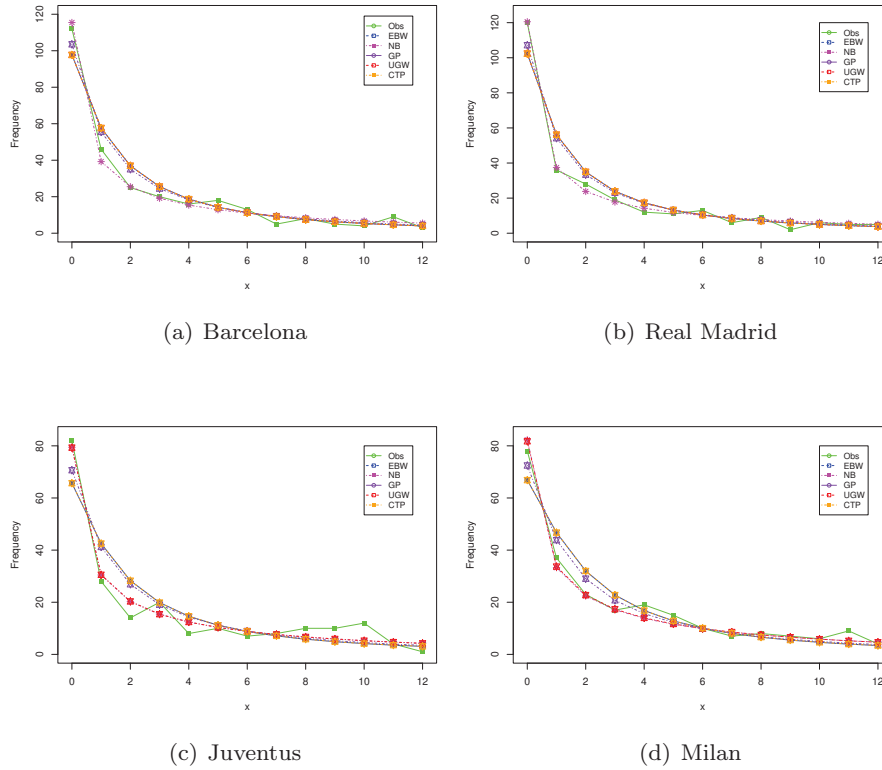 120
100
80
60
40
20
0
Frequency
Obs
EBW
NB
GP
UGW
CTP
0 2 4 6 8 10 12
x
(a) Barcelona
120
100
80
60
40
20
0
Frequency
Obs
EBW
NB
GP
UGW
CTP
0 2 4 6 8 10 12
x
(b) Real Madrid
80
60
40
20
0
Frequency
Obs
EBW
NB
GP
UGW
CTP
0 2 4 6 8 10 12
x
(c) Juventus
80
60
40
20
0
Frequency
Obs
EBW
NB
GP
UGW
CTP
0 2 4 6 8 10 12
x
(d) Milan